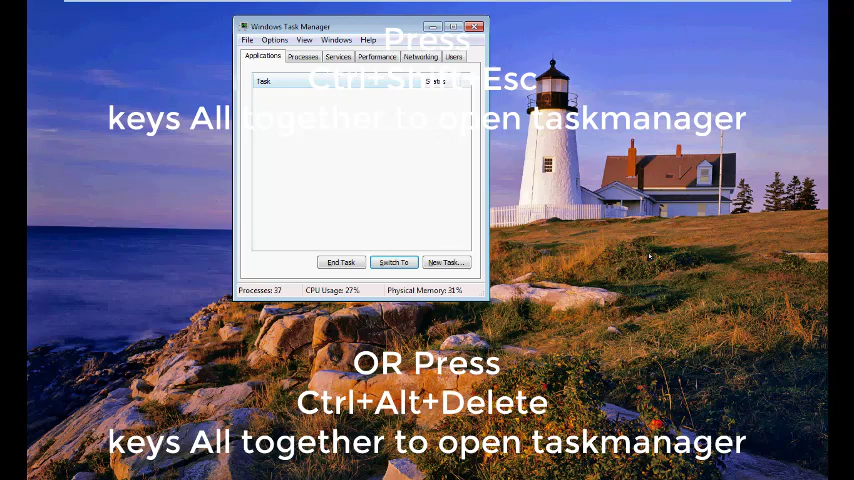 Windows Task Manager
File Options View Windows Help
Applications Processes Services Performance Networking Users
Task Status
End Task Switch To New Task...
Processes: 37 CPU Usage: 27% Physical Memory: 31%
Press
Ctrl+Shift+Esc
keys All together to open taskmanager
OR Press
Ctrl+Alt+Delete
keys All together to open taskmanager